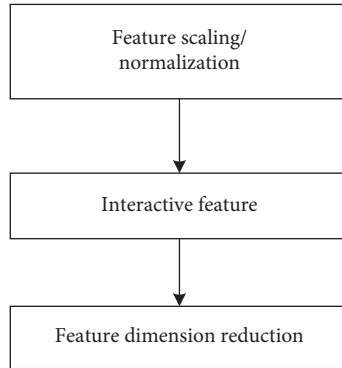 Feature scaling/
normalization
Interactive feature
Feature dimension reduction